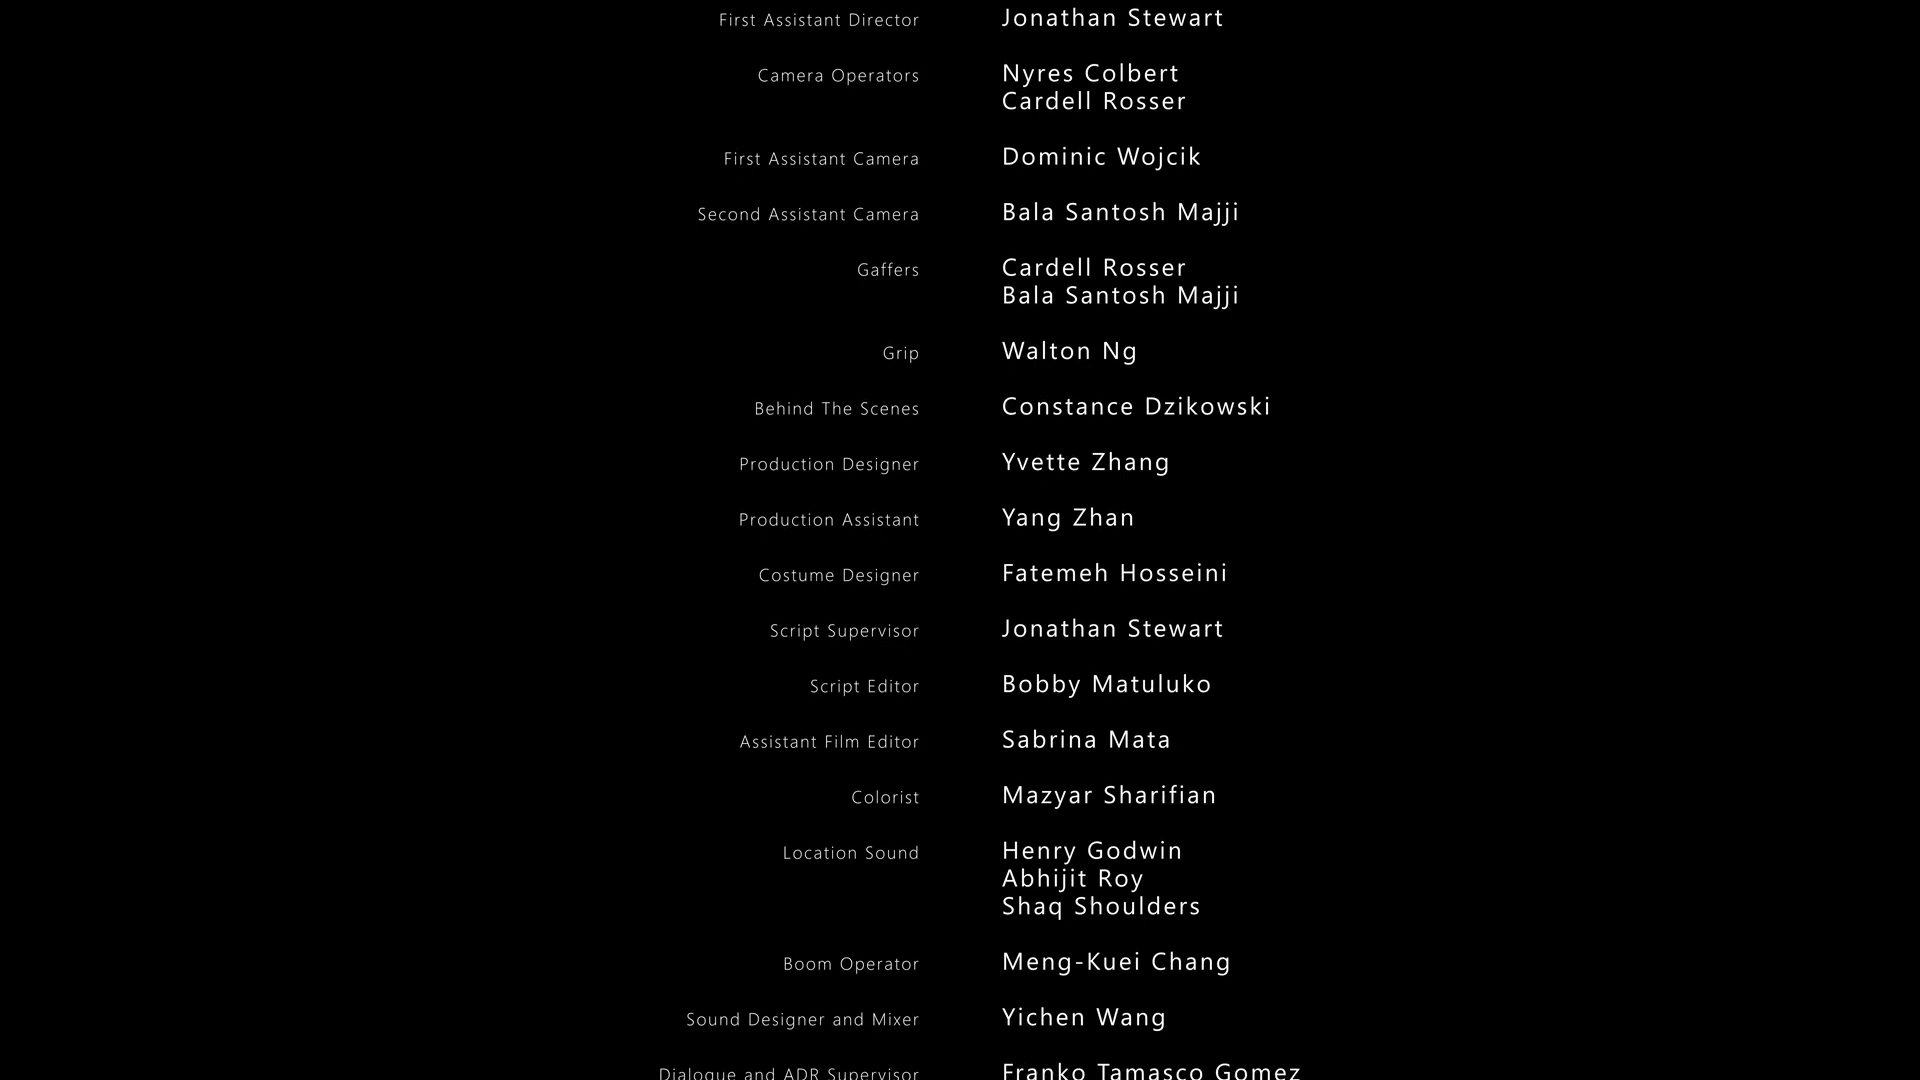 First Assistant Director Jonathan Stewart
Camera Operators Nyres Colbert
Cardell Rosser
First Assistant Camera Dominic Wojcik
Second Assistant Camera Bala Santosh Majji
Gaffers Cardell Rosser
Bala Santosh Majji
Grip Walton Ng
Behind The Scenes Constance Dzikowski
Production Designer Yvette Zhang
Production Assistant Yang Zhan
Costume Designer Fatemeh Hosseini
Script Supervisor Jonathan Stewart
Script Editor Bobby Matuluko
Assistant Film Editor Sabrina Mata
Colorist Mazyar Sharifian
Location Sound Henry Godwin
Abhijit Roy
Shaq Shoulders
Boom Operator Meng-Kuei Chang
Sound Designer and Mixer Yichen Wang
Dialogue and ADR Supervisor Franko Tamasco Gomez